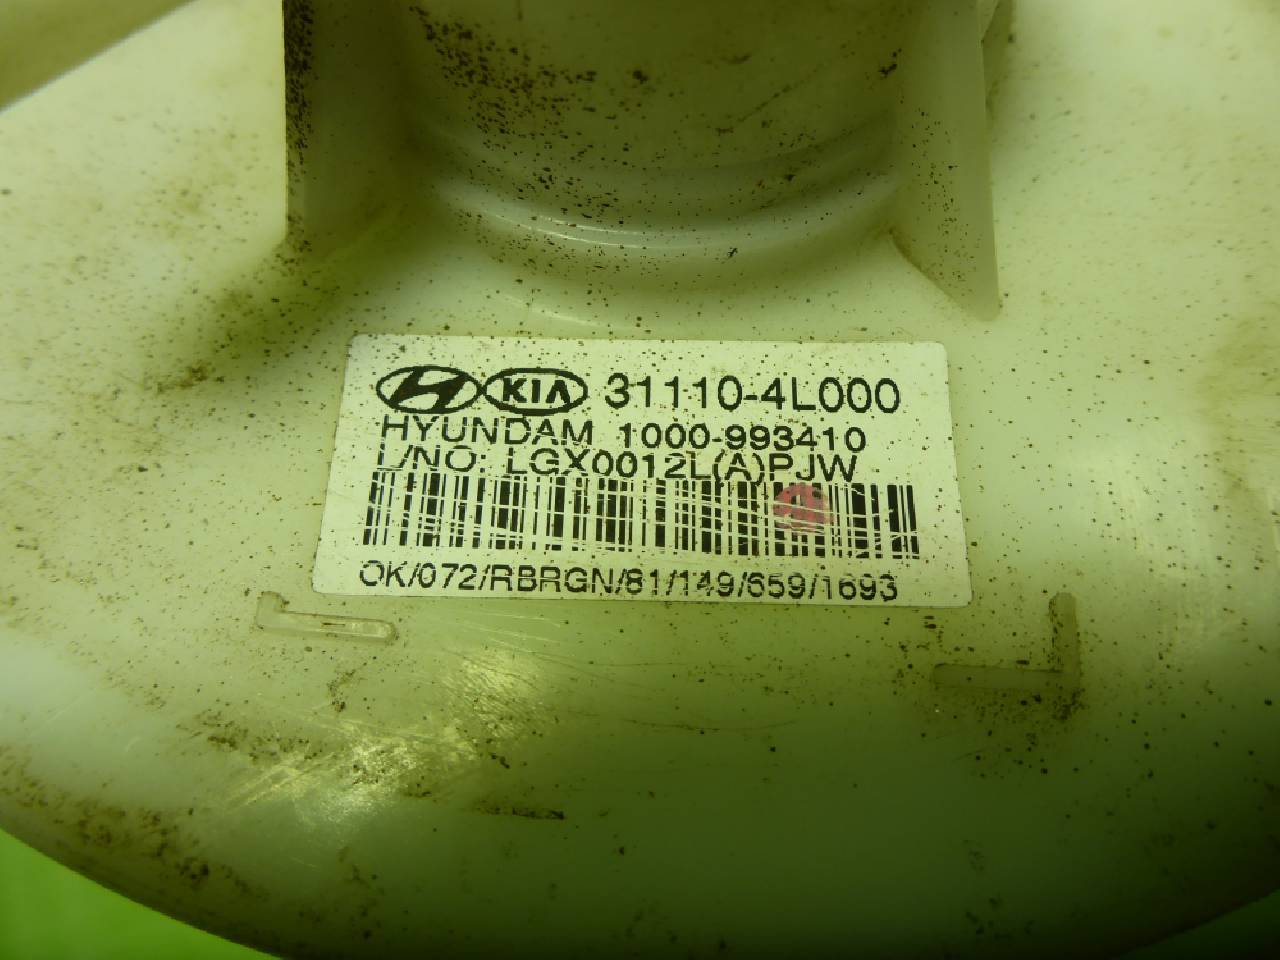 KIA 31110-4L000
HYUNDAM 1000-993410
L/NO: LGX0012L(A)PJW
OK/072/RBRGN/81/149/659/1693